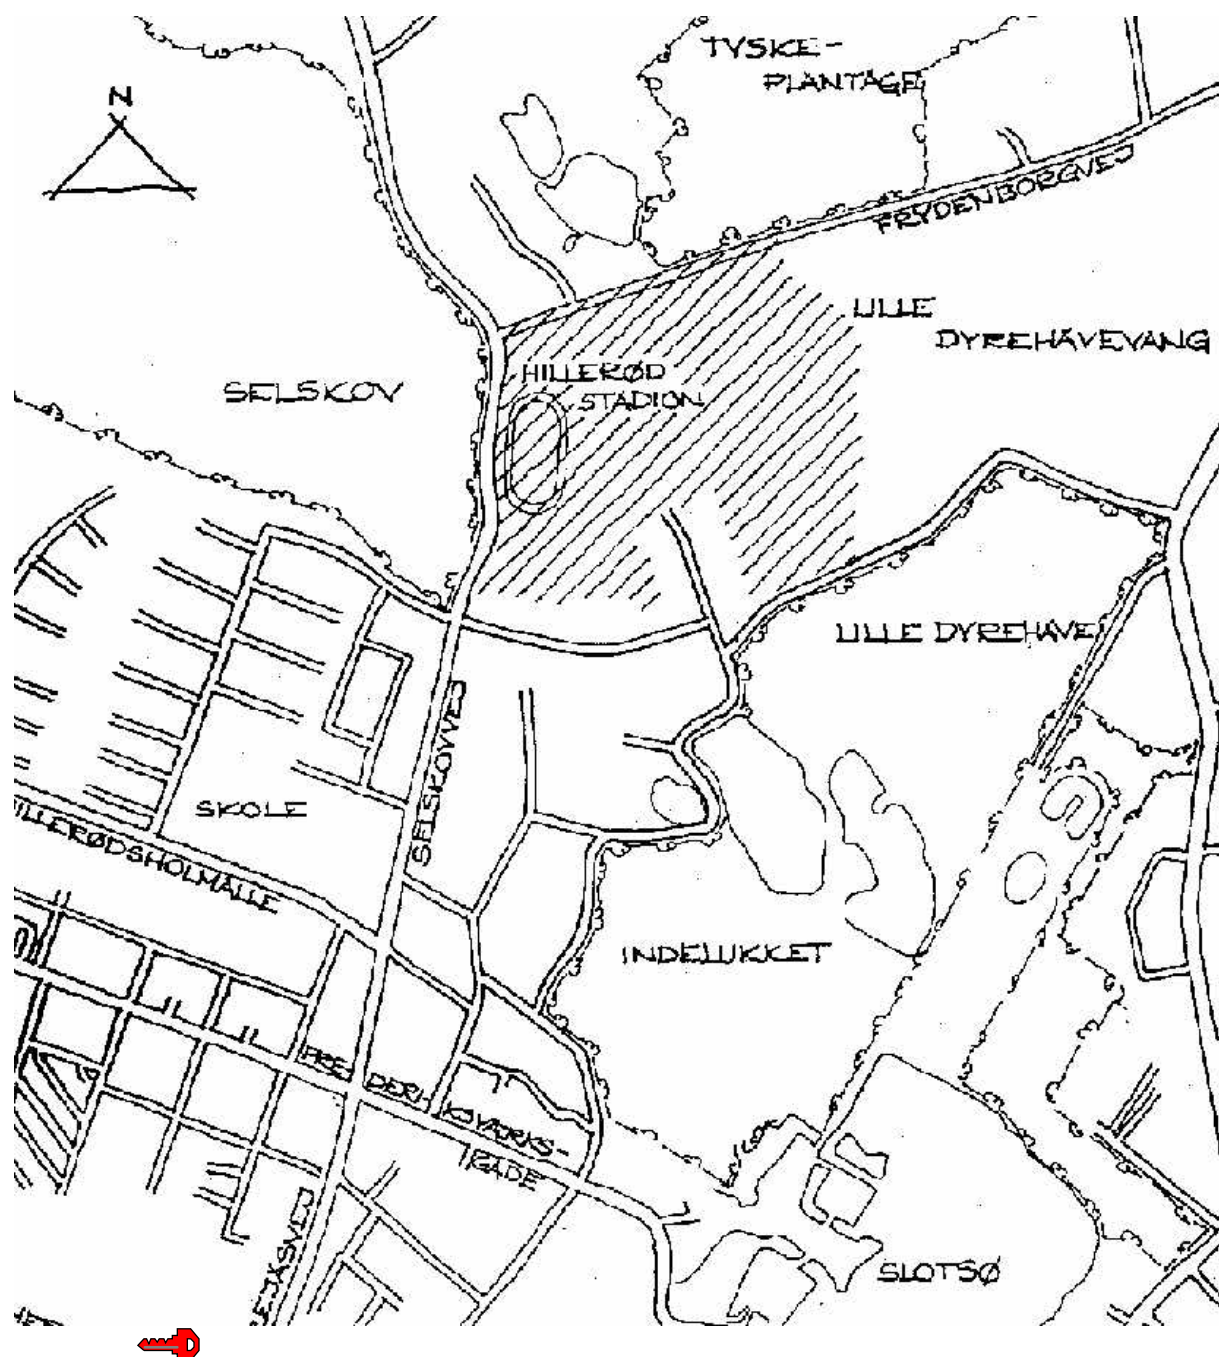 TYSKE-
PLANTAGE
N
FRYDENBORGVEJ
LILLE
DYREHAVEVANG
HILLERØD
STADION
SELSKOV
LILLE DYREHAVE
SELSKOVVEJ
SKOLE
HILLERØDSHOLMALLE
INDELUKKET
FREDERIKSVÆRKS-
GADE
SLOTSØ